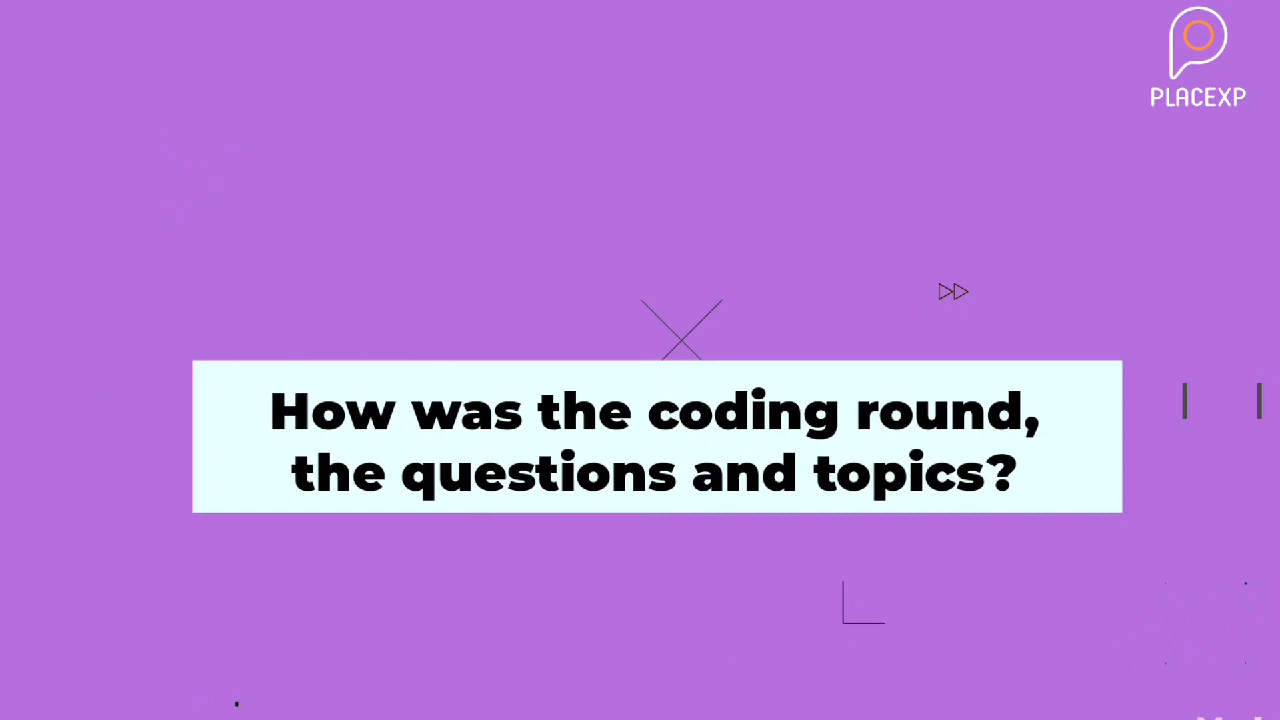 PLACEXP
How was the coding round,
the questions and topics?